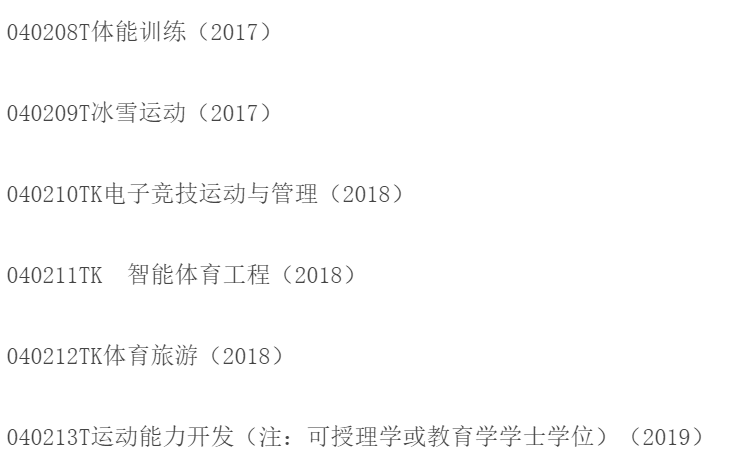 040208T体能训练（2017）
040209T冰雪运动（2017）
040210TK电子竞技运动与管理（2018）
040211TK　智能体育工程（2018）
040212TK体育旅游（2018）
040213T运动能力开发（注：可授理学或教育学学士学位）（2019）